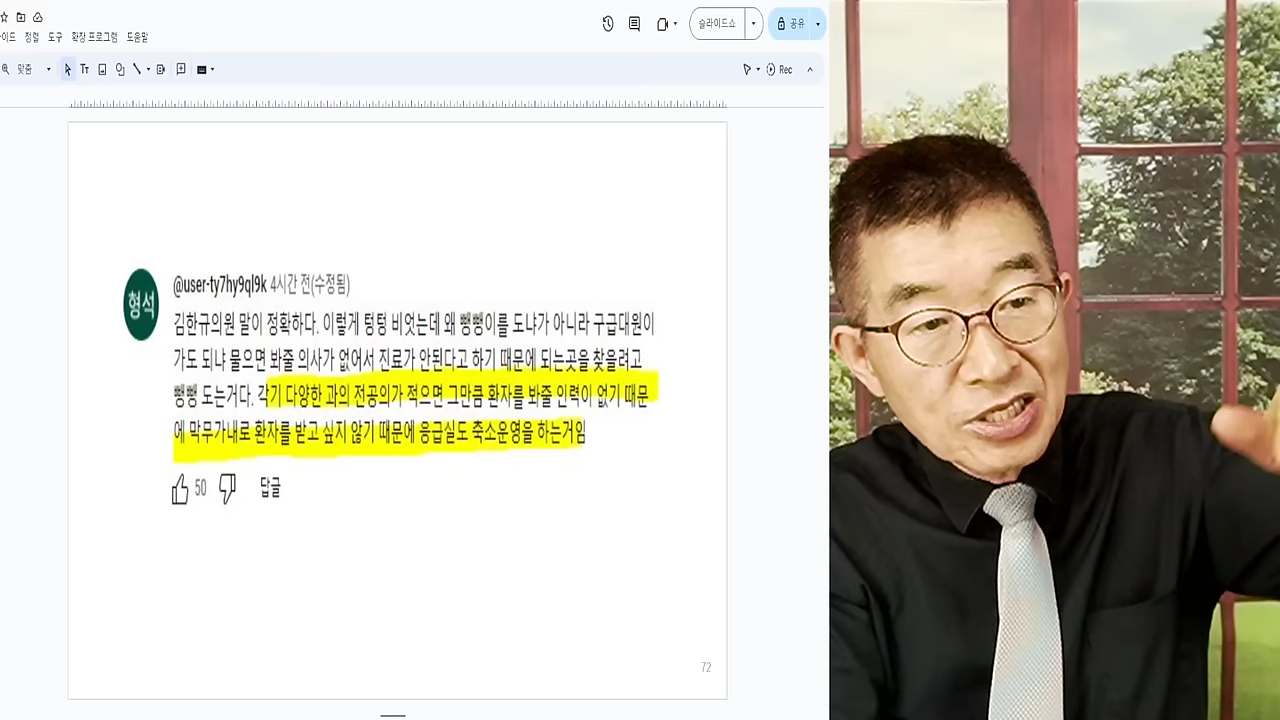 이드 정렬 도구 확장 프로그램 도움말
슬라이드쇼
공유
맞춤
Tr
Rec
형석
@user-ty7hy9ql9k 4시간 전(수정됨)
김한규의원 말이 정확하다. 이렇게 텅텅 비었는데 왜 뺑뺑이를 도냐가 아니라 구급대원이
가도 되냐 물으면 봐줄 의사가 없어서 진료가 안된다고 하기 때문에 되는곳을 찾을려고
뺑뺑 도는거다. 각기 다양한 과의 전공의가 적으면 그만큼 환자를 봐줄 인력이 없기 때문
에 막무가내로 환자를 받고 싶지 않기 때문에 응급실도 축소운영을 하는거임
50 답글
72